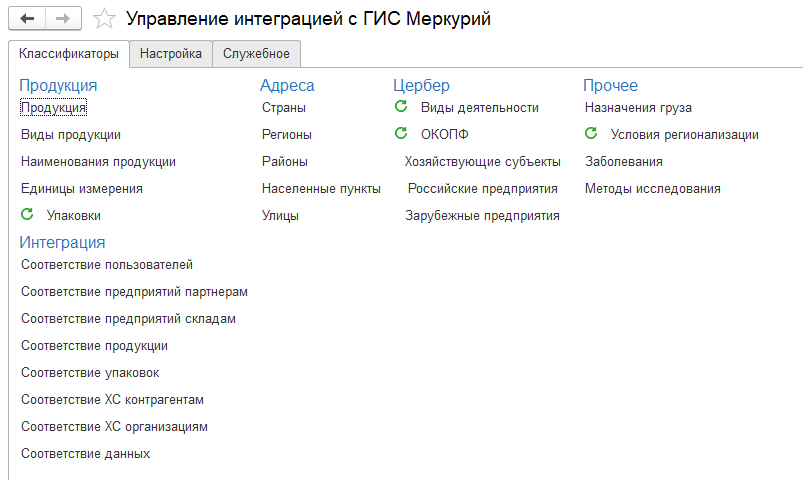 Управление интеграцией с ГИС Меркурий
Классификаторы Настройка Служебное
Продукция
Продукция
Виды продукции
Наименования продукции
Единицы измерения
Упаковки
Адреса
Страны
Регионы
Районы
Населенные пункты
Улицы
Цербер
Виды деятельности
ОКОПФ
Хозяйствующие субъекты
Российские предприятия
Зарубежные предприятия
Прочее
Назначения груза
Условия регионализации
Заболевания
Методы исследования
Интеграция
Соответствие пользователей
Соответствие предприятий партнерам
Соответствие предприятий складам
Соответствие продукции
Соответствие упаковок
Соответствие ХС контрагентам
Соответствие ХС организациям
Соответствие данных